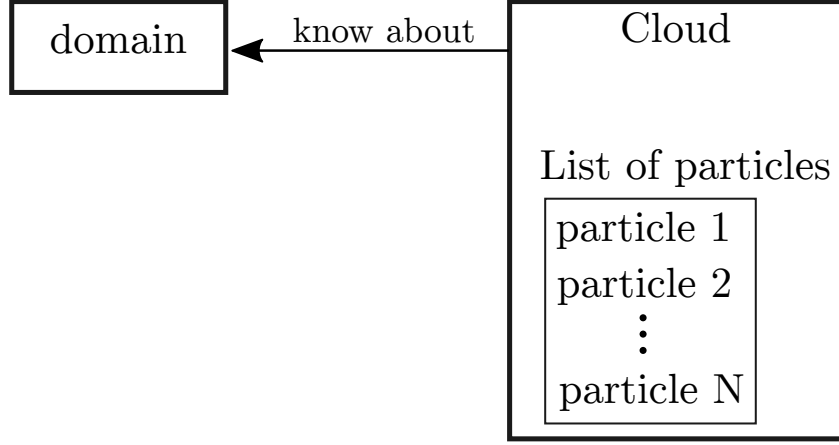 domain
know about
Cloud
List of particles
particle 1
particle 2
⋮
particle N